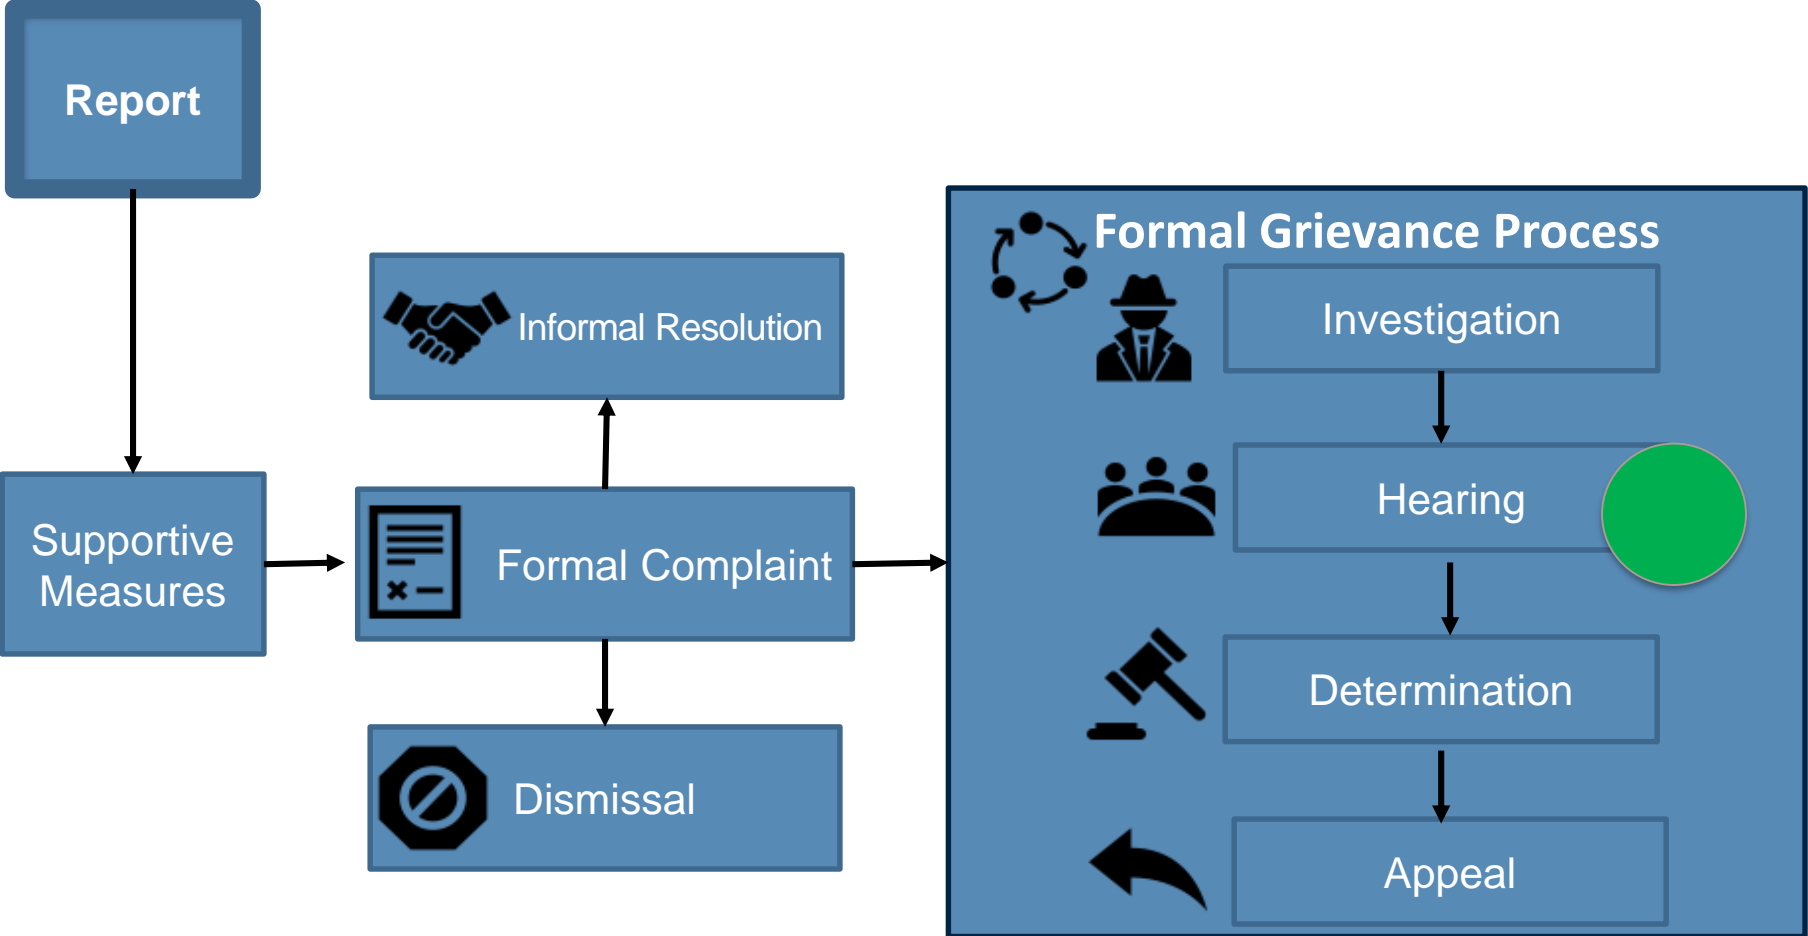 Report
Supportive
Measures
Informal Resolution
Formal Complaint
Dismissal
Formal Grievance Process
Investigation
Hearing
Determination
Appeal